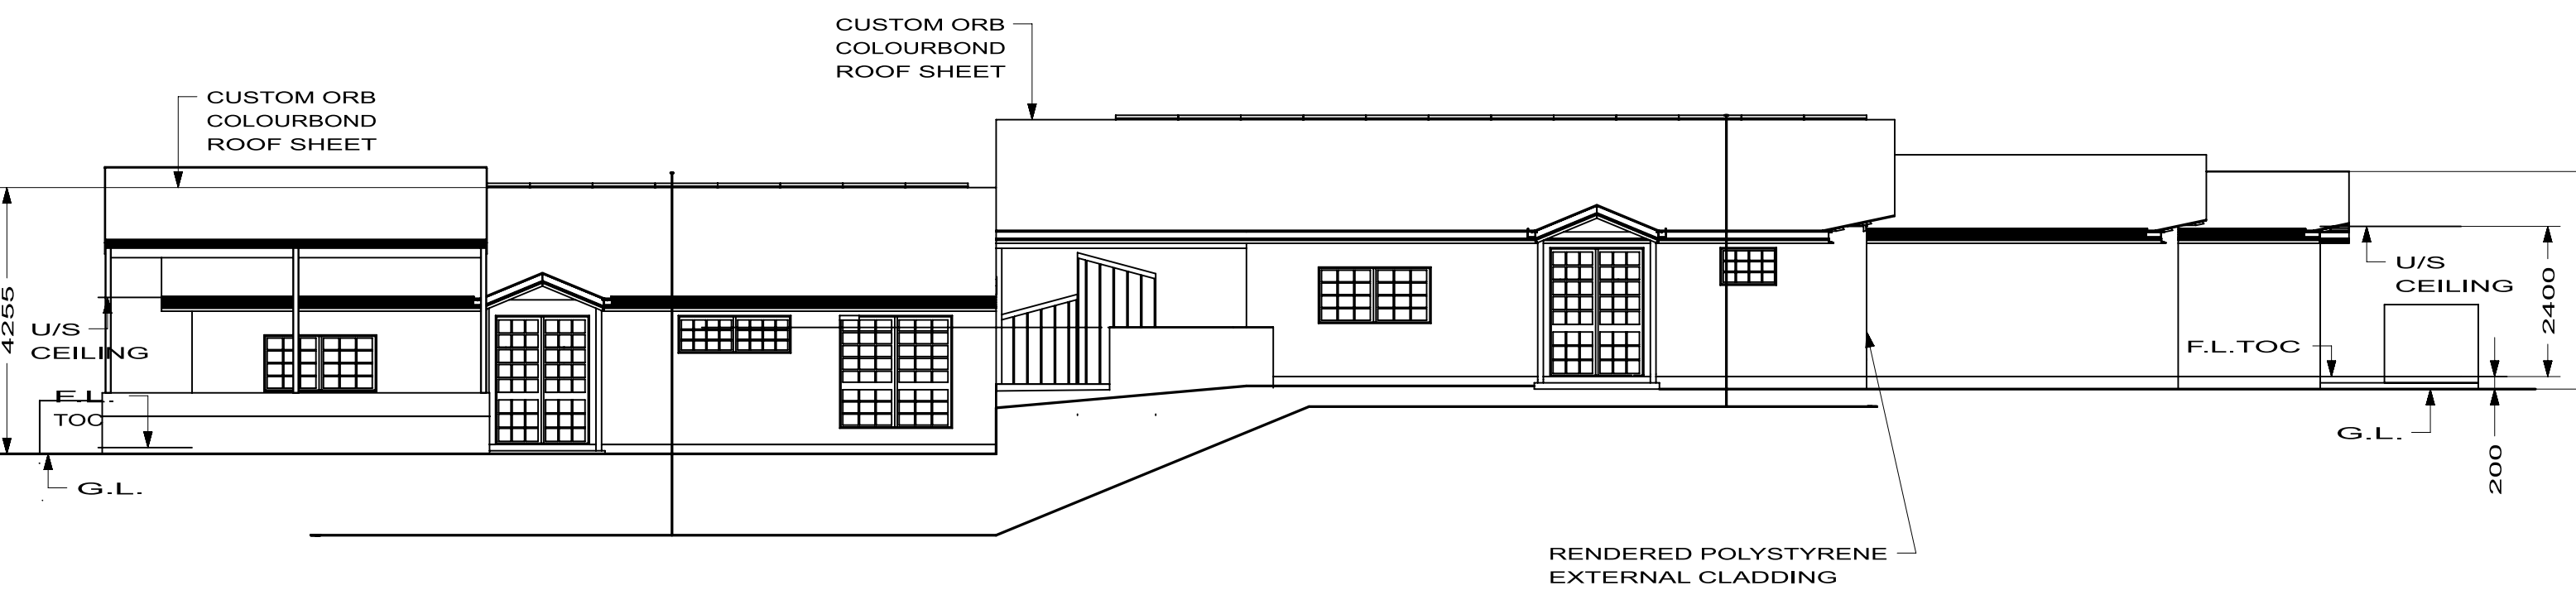 CUSTOM ORB
COLOURBOND
ROOF SHEET
CUSTOM ORB
COLOURBOND
ROOF SHEET
4255
U/S
CEILING
F.L.
TOC
G.L.
U/S
CEILING
2400
F.L.TOC
G.L.
200
RENDERED POLYSTYRENE
EXTERNAL CLADDING